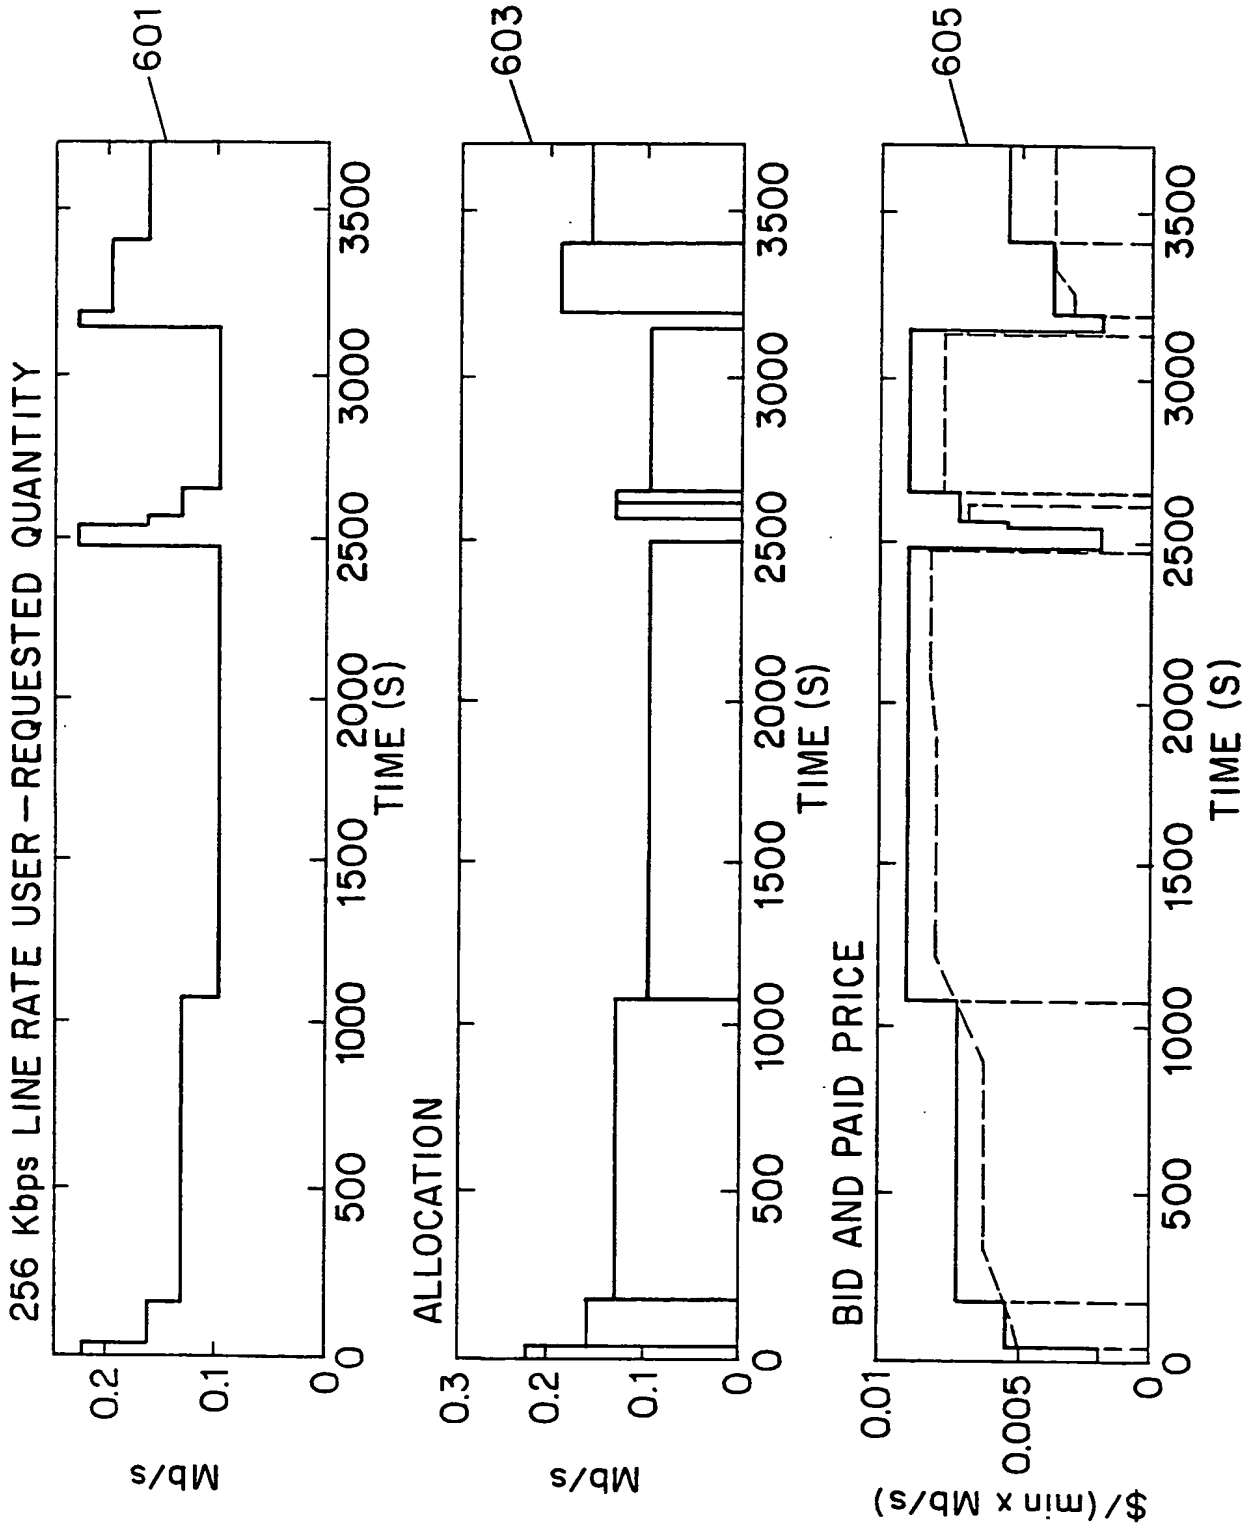 256 Kbps LINE RATE USER—REQUESTED QUANTITY
601
Mb/s
0.2
0.1
0
0 500 1000 1500 2000 2500 3000 3500
TIME (S)
ALLOCATION
603
Mb/s
0.3
0.2
0.1
0
0 500 1000 1500 2000 2500 3000 3500
TIME (S)
BID AND PAID PRICE
605
$/(min x Mb/s)
0.01
0.005
0
0 500 1000 1500 2000 2500 3000 3500
TIME (S)